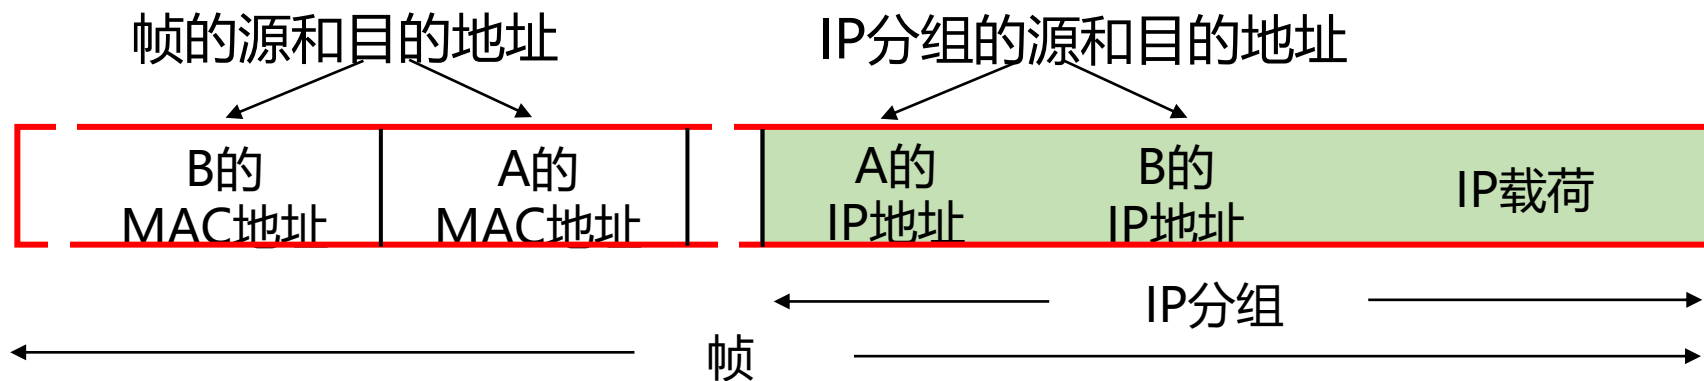 帧的源和目的地址
IP分组的源和目的地址
B的
MAC地址
A的
MAC地址
A的
IP地址
B的
IP地址
IP载荷
IP分组
帧